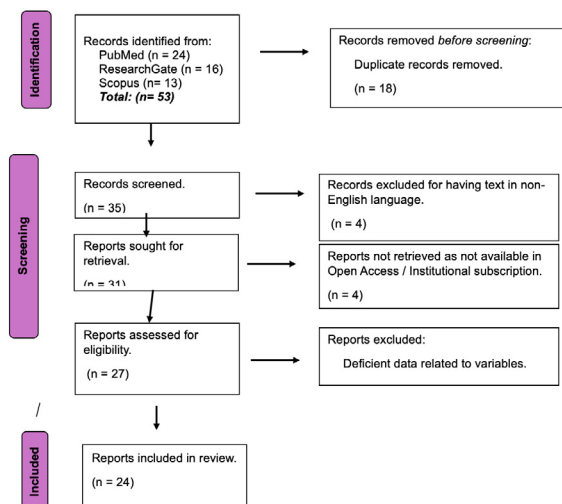 Identification
Records identified from:
PubMed (n = 24)
ResearchGate (n = 16)
Scopus (n = 13)
Total: (n= 53)
Records removed before screening:
Duplicate records removed.
(n = 18)
Screening
Records screened.
(n = 35)
Records excluded for having text in non-
English language.
(n = 4)
Reports sought for
retrieval.
(n = 31)
Reports not retrieved as not available in
Open Access / Institutional subscription.
(n = 4)
Reports assessed for
eligibility.
(n = 27)
Reports excluded:
Deficient data related to variables.
/
Included
Reports included in review.
(n = 24)